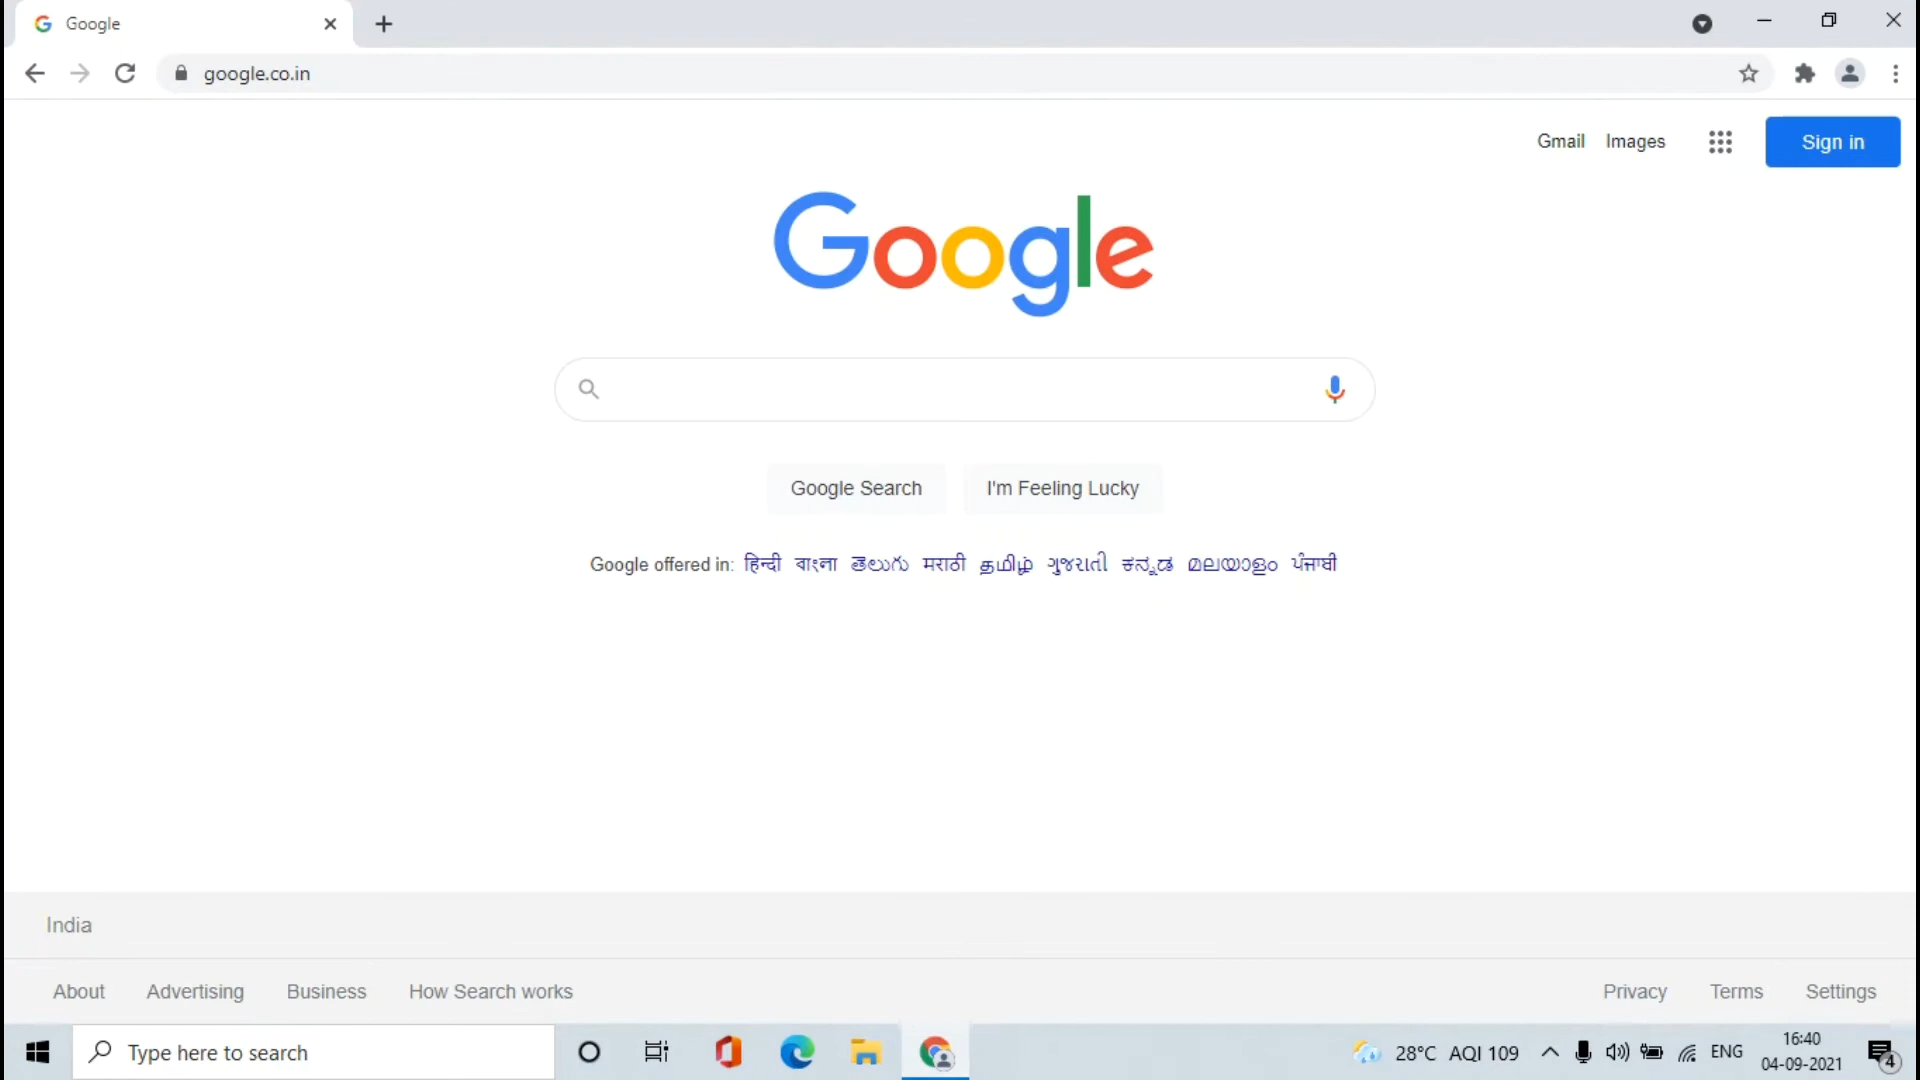 Google
google.co.in
Gmail Images Sign in
Google
Google Search I'm Feeling Lucky
Google offered in: हिन्दी বাংলা తెలుగు मराठी தமிழ் ગુજરાતી ಕನ್ನಡ മലയാളം ਪੰਜਾਬੀ
India
About Advertising Business How Search works Privacy Terms Settings
Type here to search 28°C AQI 109 ENG 16:40
04-09-2021 4